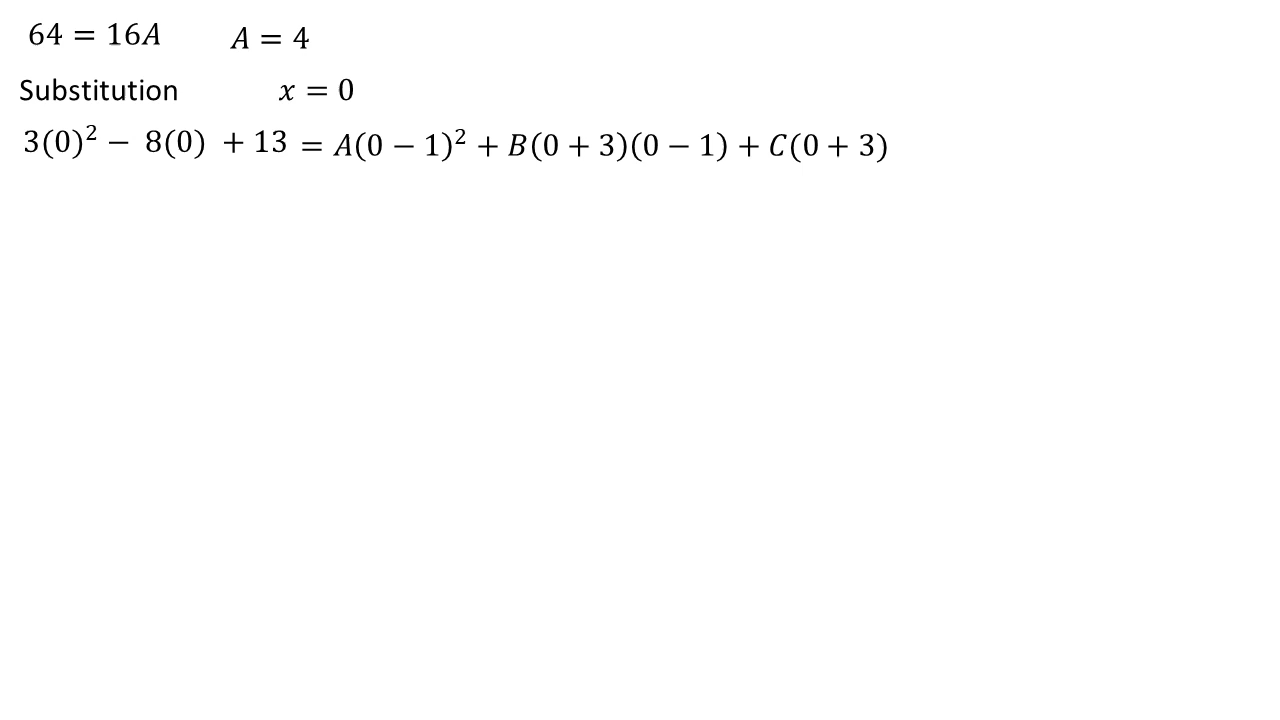 64 = 16A A = 4
Substitution x = 0
3(0)² − 8(0) + 13 = A(0 − 1)² + B(0 + 3)(0 − 1) + C(0 + 3)